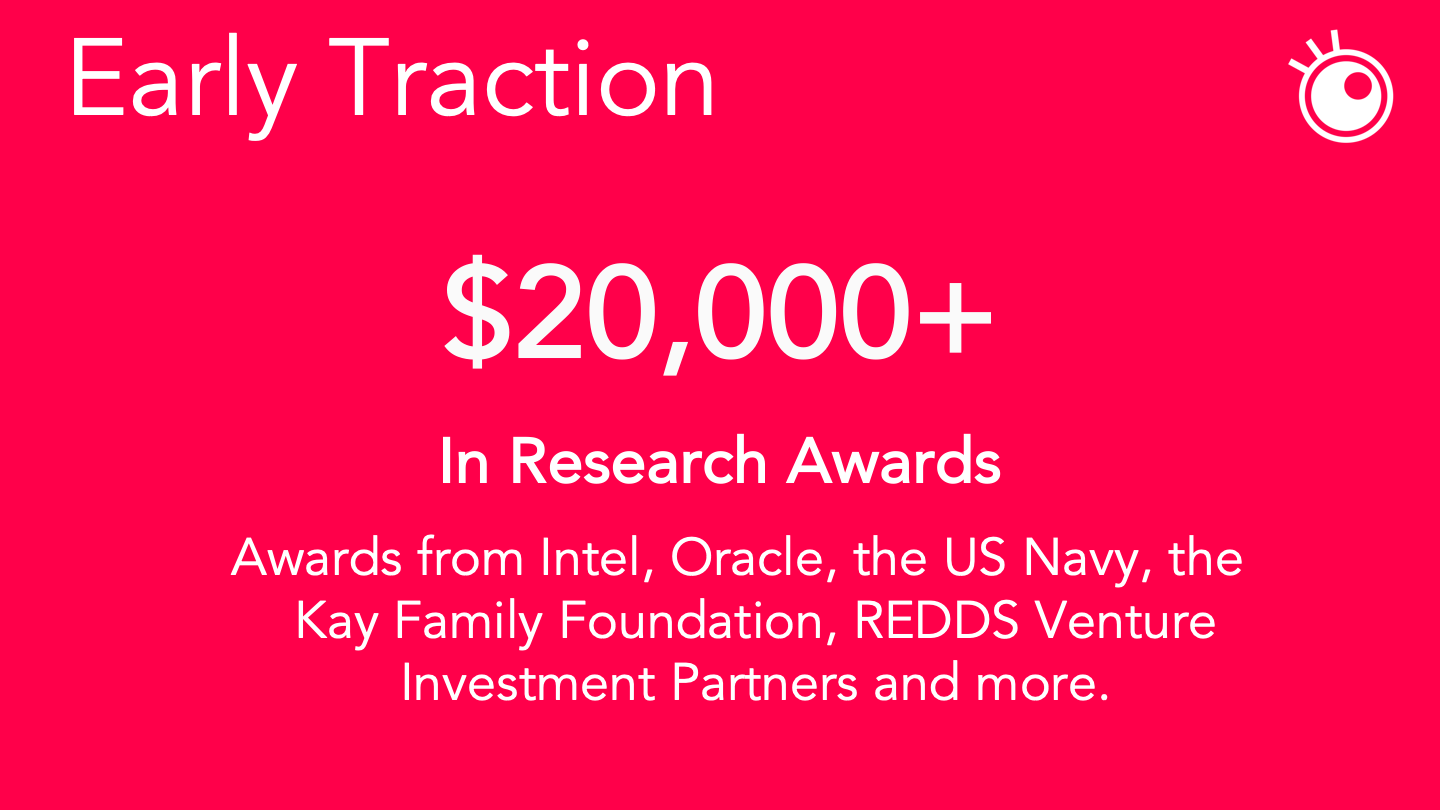 Early Traction
$20,000+
In Research Awards
Awards from Intel, Oracle, the US Navy, the
Kay Family Foundation, REDDS Venture
Investment Partners and more.